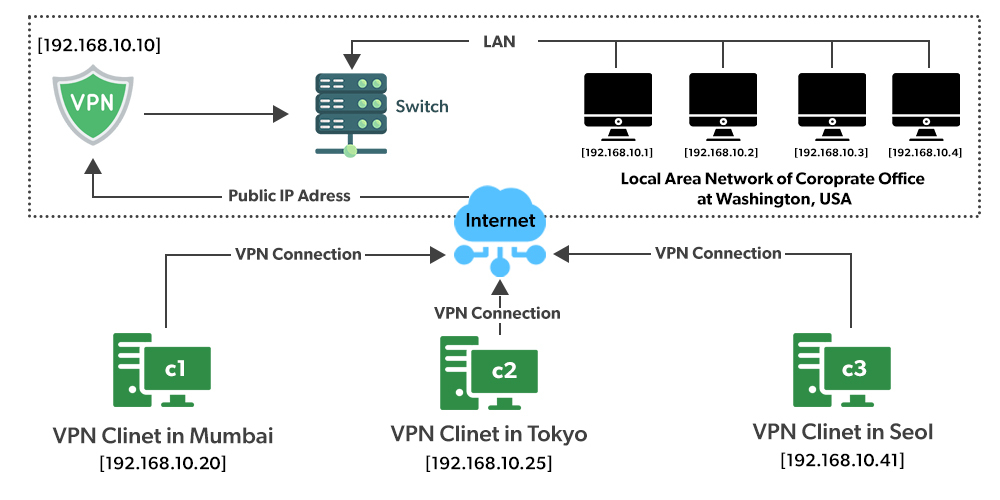 [192.168.10.10]
VPN
LAN
Switch
[192.168.10.1]
[192.168.10.2]
[192.168.10.3]
[192.168.10.4]
Local Area Network of Coroprate Office
at Washington, USA
Public IP Adress
Internet
VPN Connection
VPN Connection
VPN Connection
c1
c2
c3
VPN Clinet in Mumbai
[192.168.10.20]
VPN Clinet in Tokyo
[192.168.10.25]
VPN Clinet in Seol
[192.168.10.41]